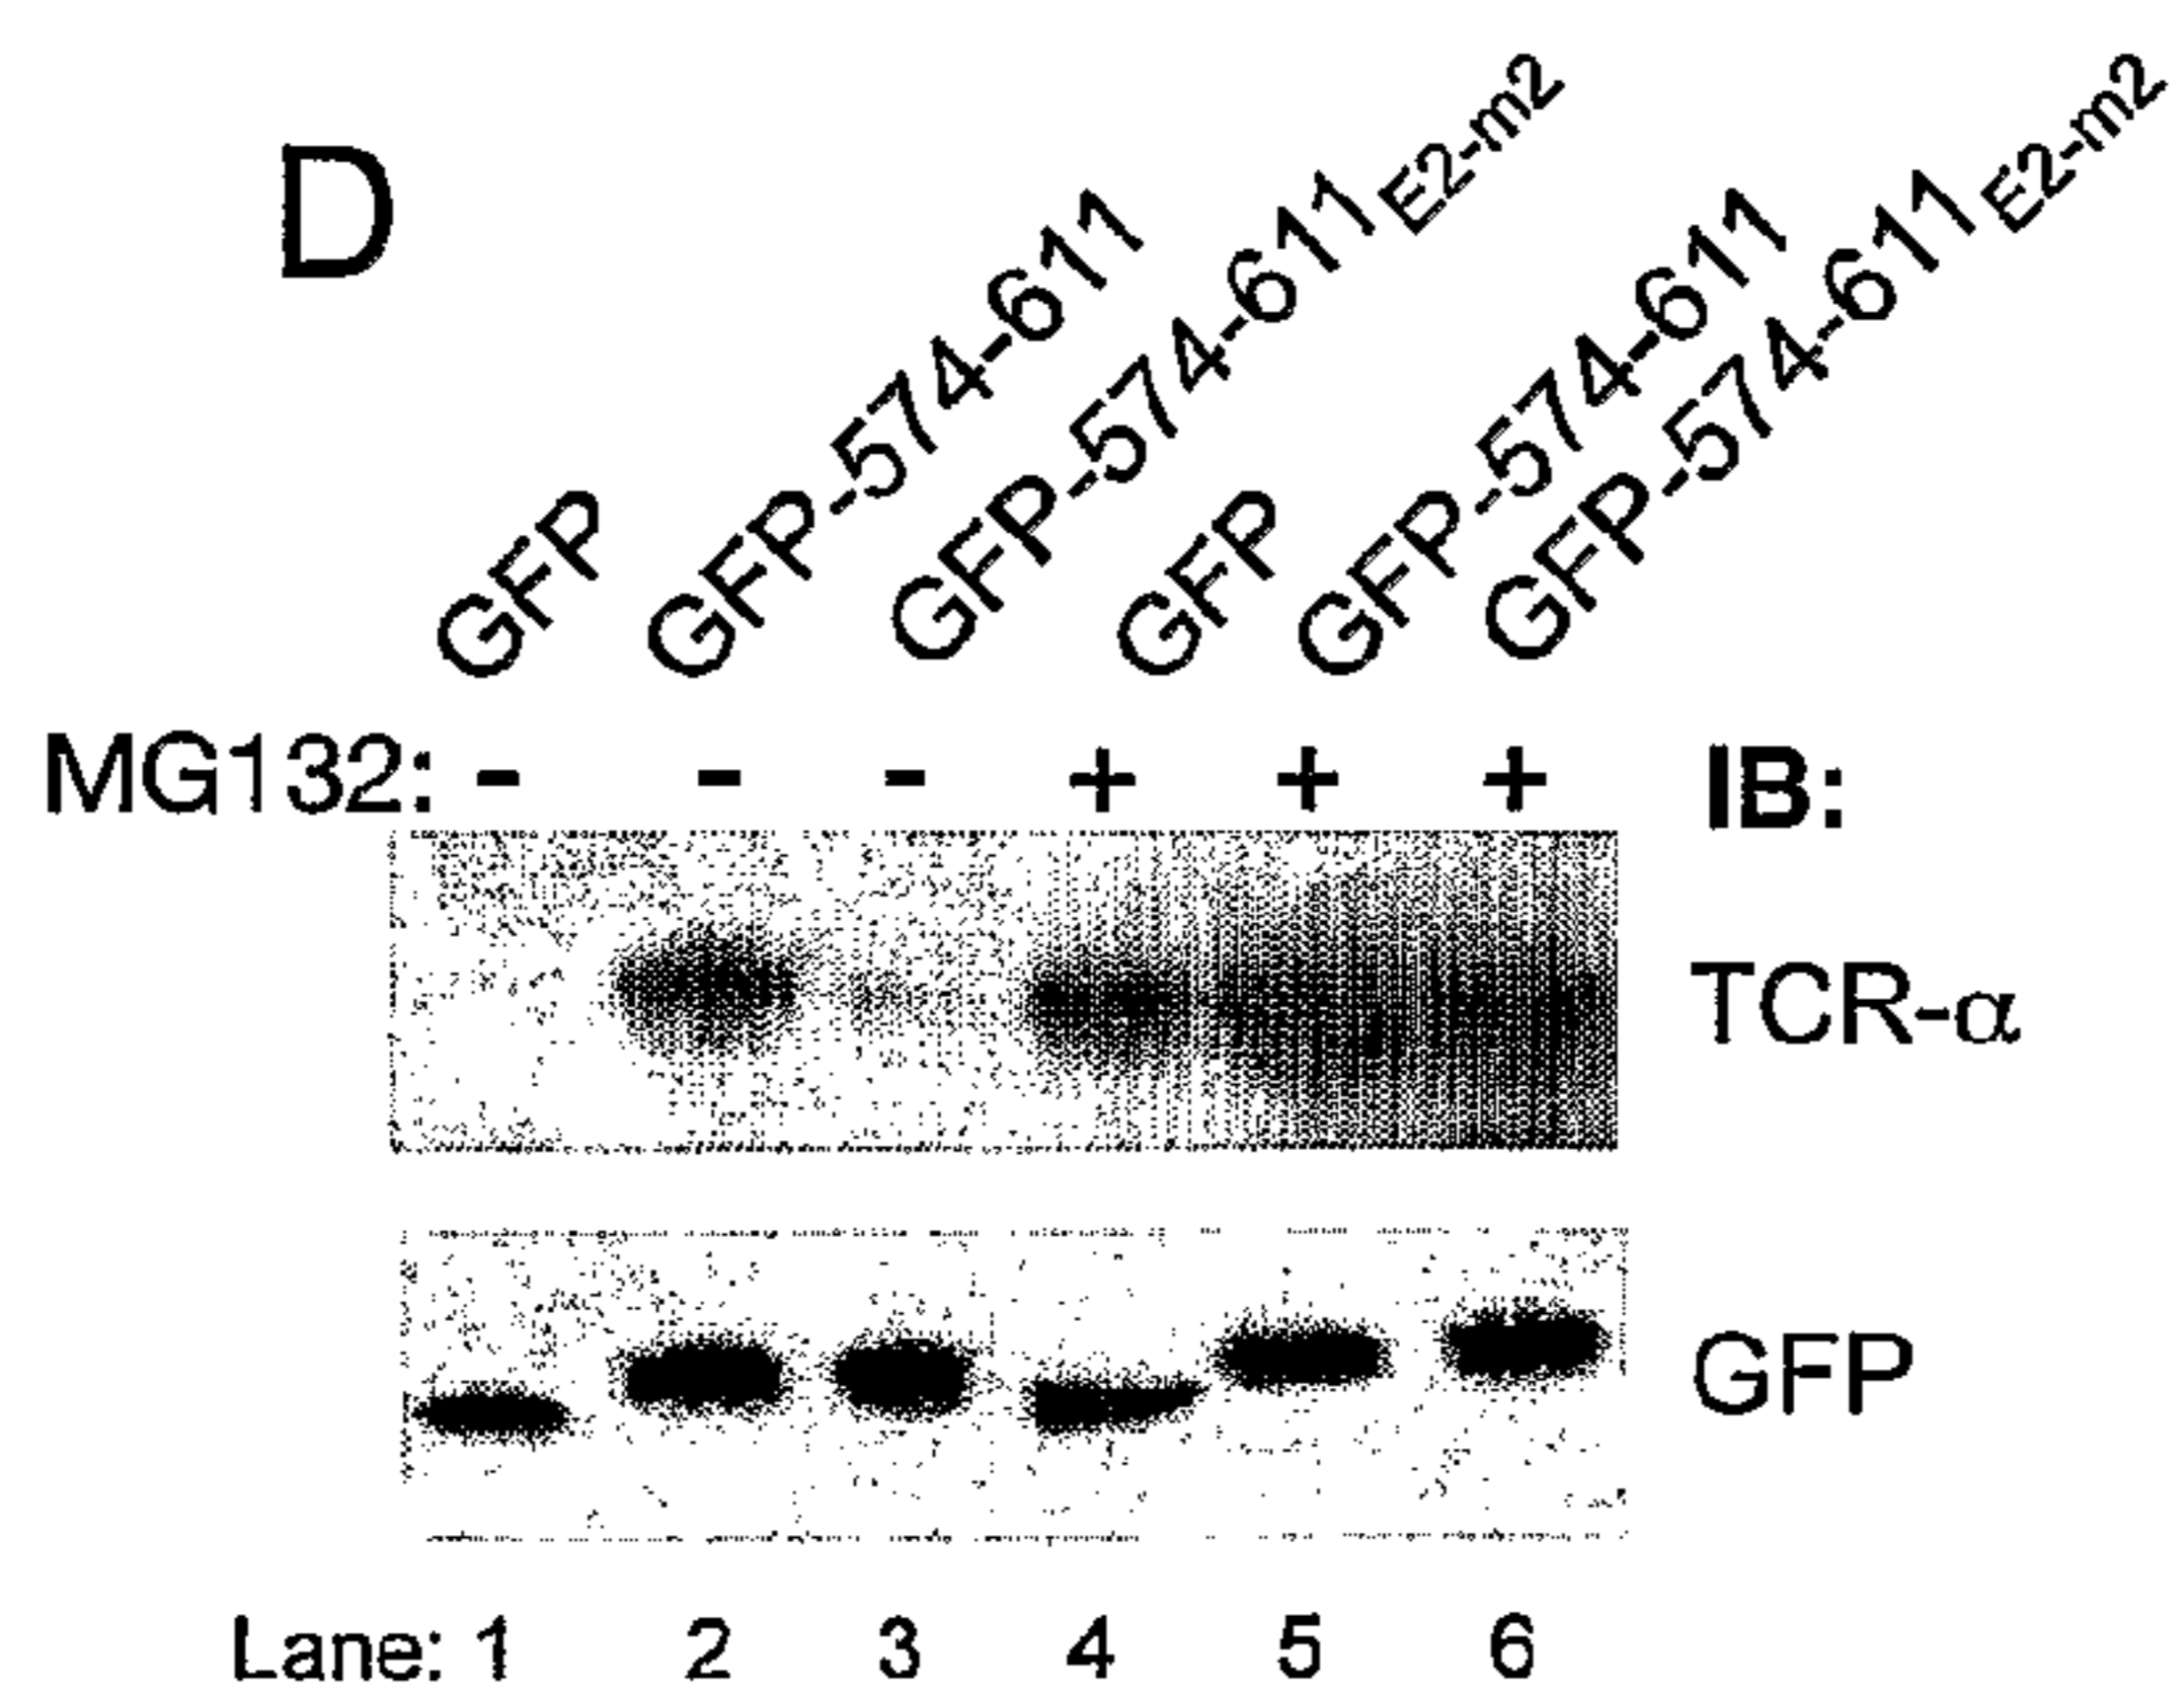 D
GFP
GFP-574-611
GFP-574-611E2-m2
GFP
GFP-574-611
GFP-574-611E2-m2
MG132: - - - + + + IB:
TCR-α
GFP
Lane: 1 2 3 4 5 6